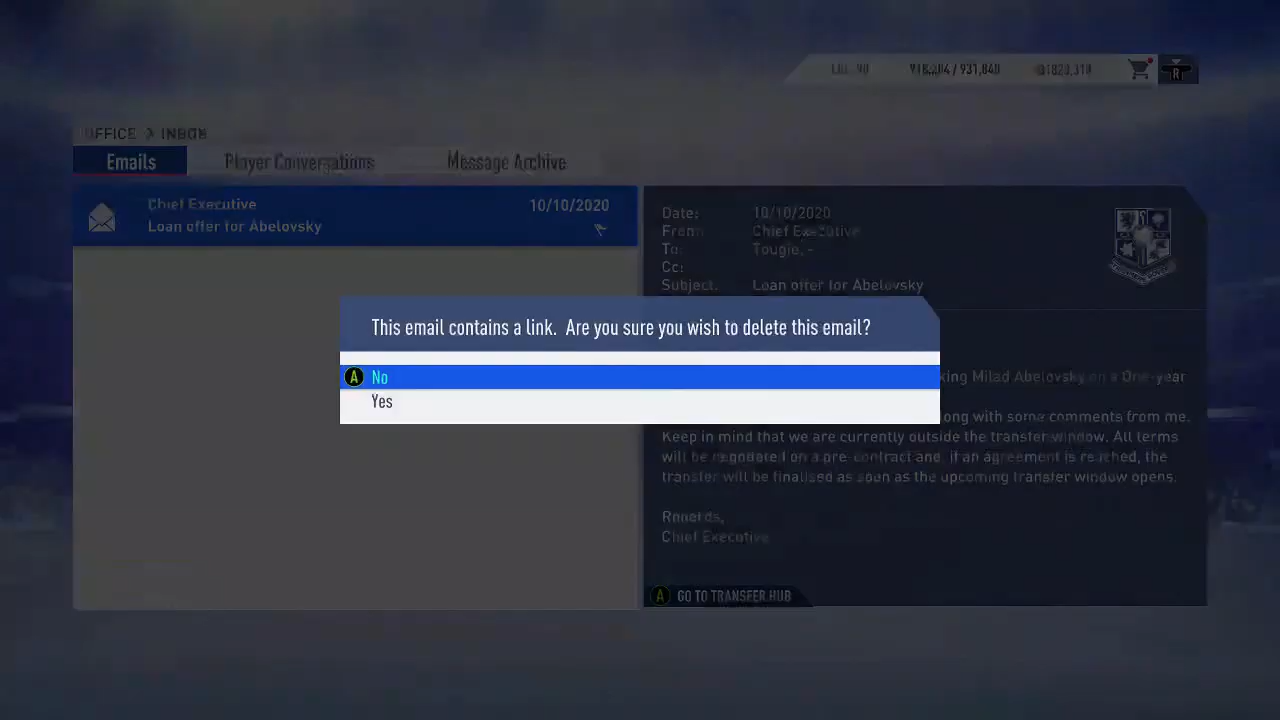 OFFICE > INBOX
Emails
Player Conversations
Message Archive
Chief Executive
10/10/2020
Loan offer for Abelovsky
Date: 10/10/2020
From: Chief Executive
To: Tougie, -
Cc:
Subject: Loan offer for Abelovsky
This email contains a link. Are you sure you wish to delete this email?
A No
Yes
king Milad Abelovsky on a One-year
long with some comments from me.
Keep in mind that we are currently outside the transfer window. All terms
will be on a pre-contract and, if an agreement is reached, the
transfer will be finalised as soon as the upcoming transfer window opens.
Chief Executive
A GO TO TRANSFER HUB
R